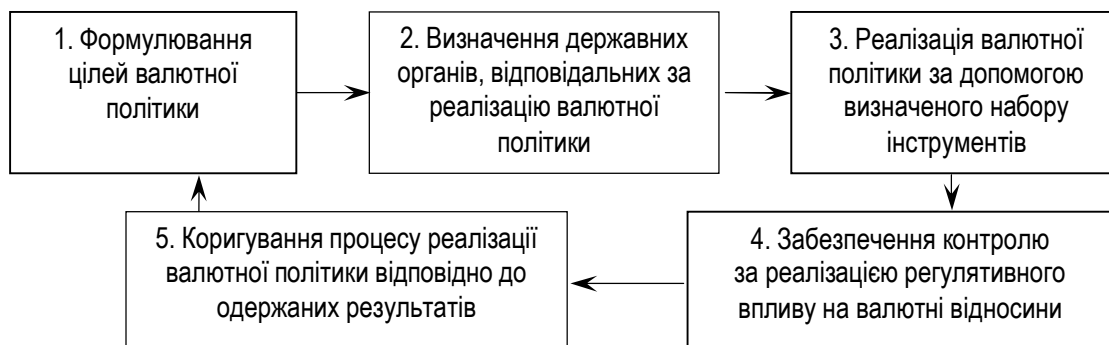 1. Формулювання
цілей валютної
політики
2. Визначення державних
органів, відповідальних за
реалізацію валютної
політики
3. Реалізація валютної
політики за допомогою
визначеного набору
інструментів
4. Забезпечення контролю
за реалізацією регулятивного
впливу на валютні відносини
5. Коригування процесу реалізації
валютної політики відповідно до
одержаних результатів